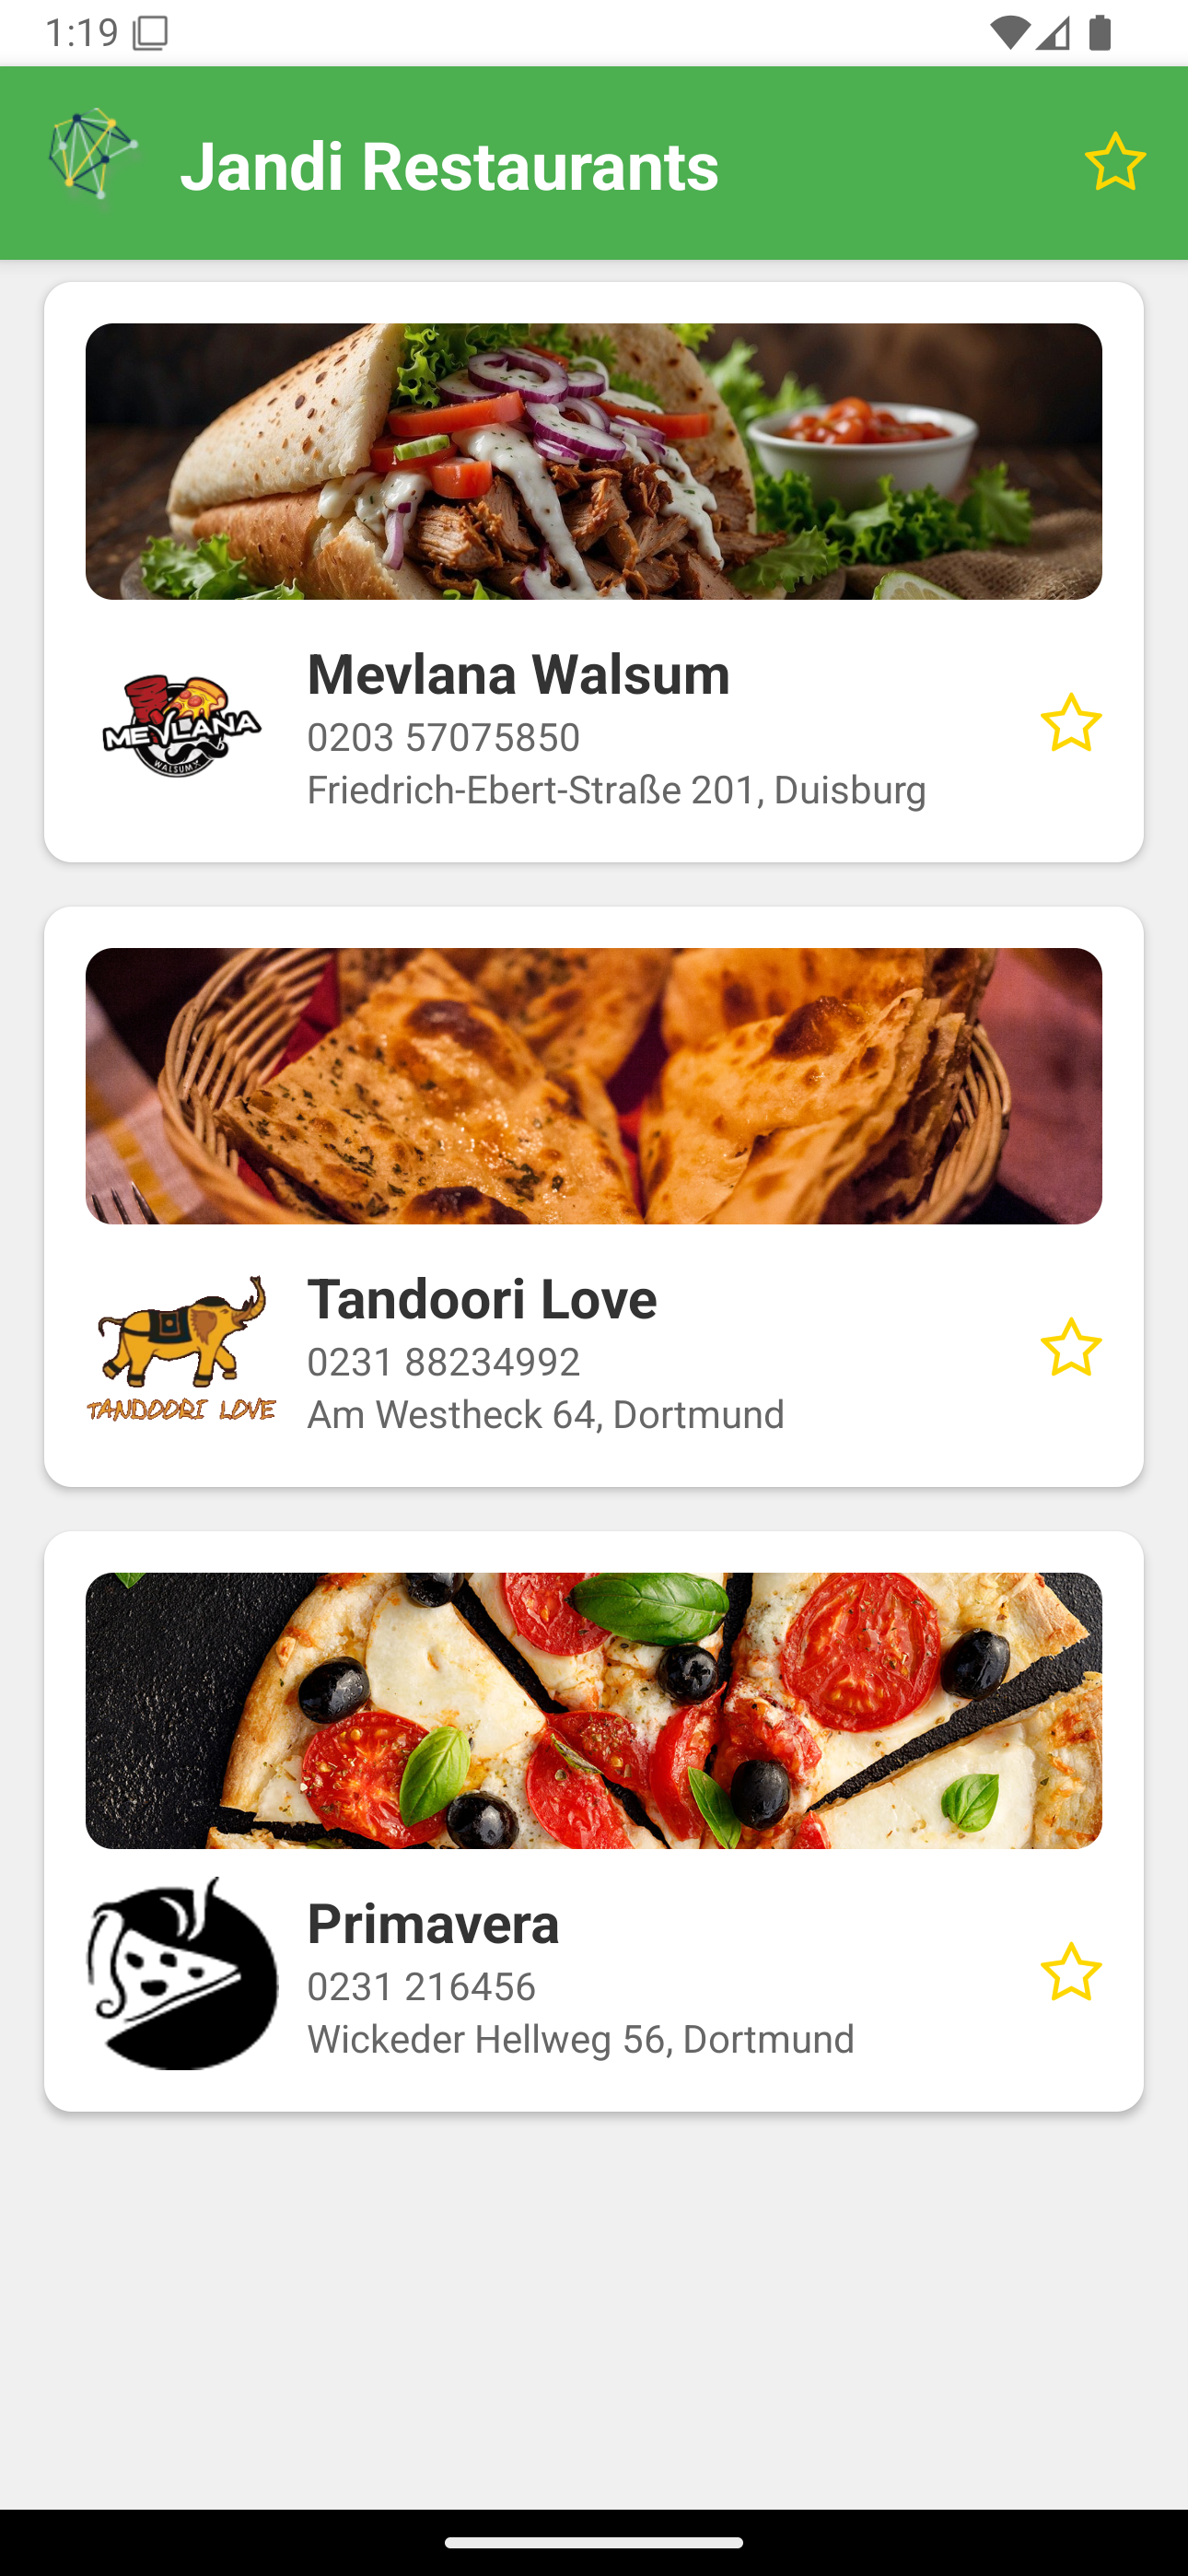 1:19
Jandi Restaurants
MEVLANA
WALSUM
Mevlana Walsum
0203 57075850
Friedrich-Ebert-Straße 201, Duisburg
TANDOORI LOVE
Tandoori Love
0231 88234992
Am Westheck 64, Dortmund
Primavera
0231 216456
Wickeder Hellweg 56, Dortmund